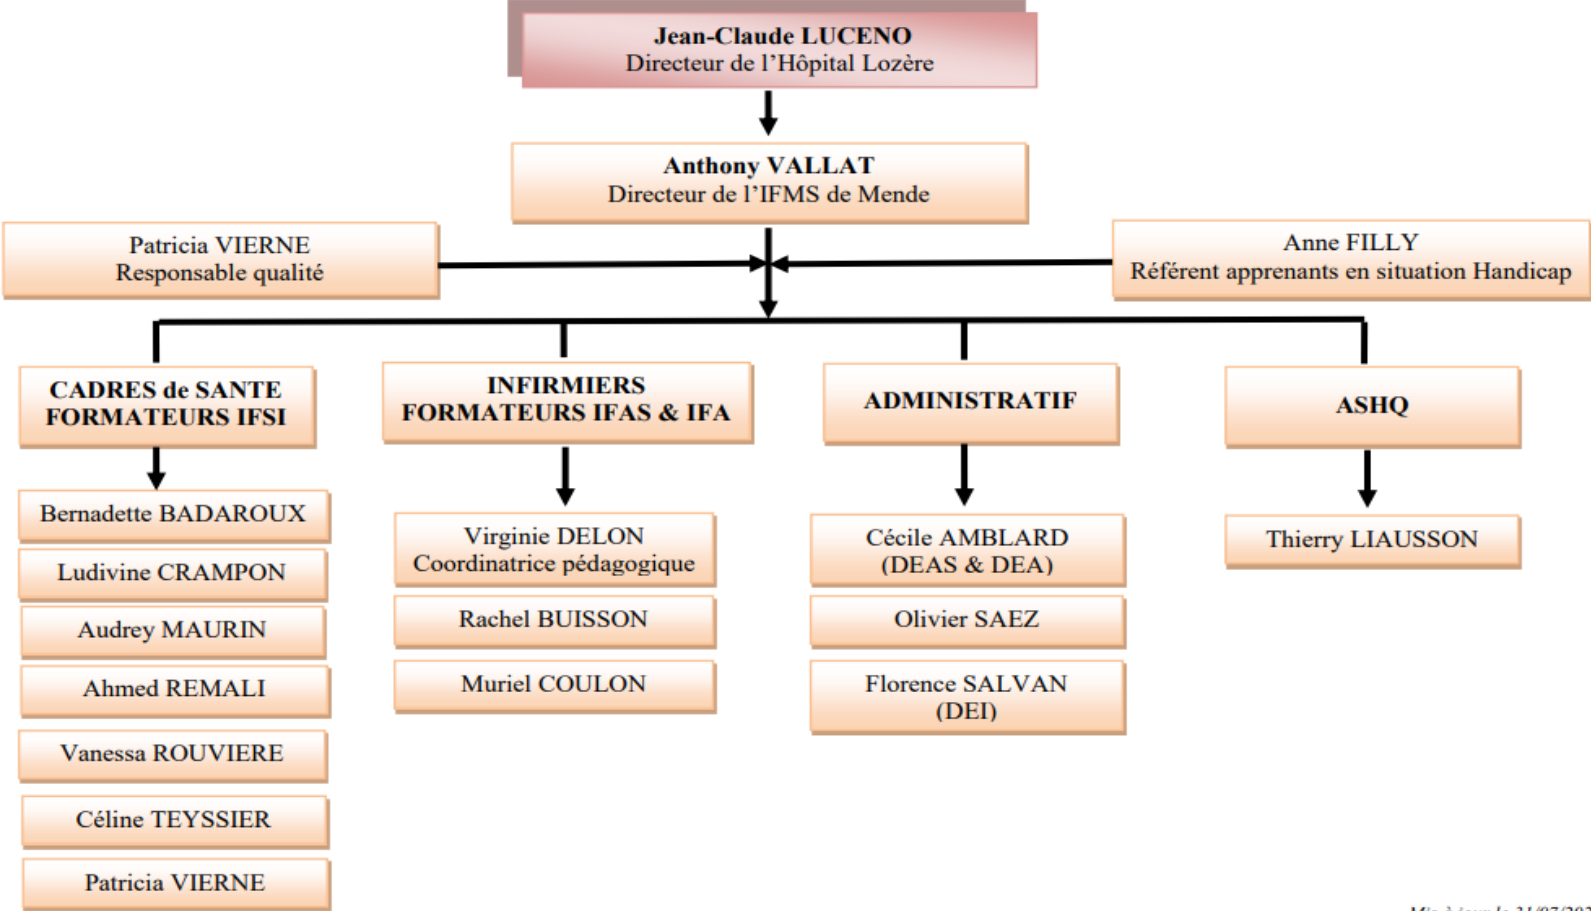 Jean-Claude LUCENO
Directeur de l’Hôpital Lozère
Anthony VALLAT
Directeur de l’IFMS de Mende
Patricia VIERNE
Responsable qualité
Anne FILLY
Référent apprenants en situation Handicap
CADRES de SANTE
FORMATEURS IFSI
Bernadette BADAROUX
Ludivine CRAMPON
Audrey MAURIN
Ahmed REMALI
Vanessa ROUVIERE
Céline TEYSSIER
Patricia VIERNE
INFIRMIERS
FORMATEURS IFAS & IFA
Virginie DELON
Coordinatrice pédagogique
Rachel BUISSON
Muriel COULON
ADMINISTRATIF
Cécile AMBLARD
(DEAS & DEA)
Olivier SAEZ
Florence SALVAN
(DEI)
ASHQ
Thierry LIAUSSON